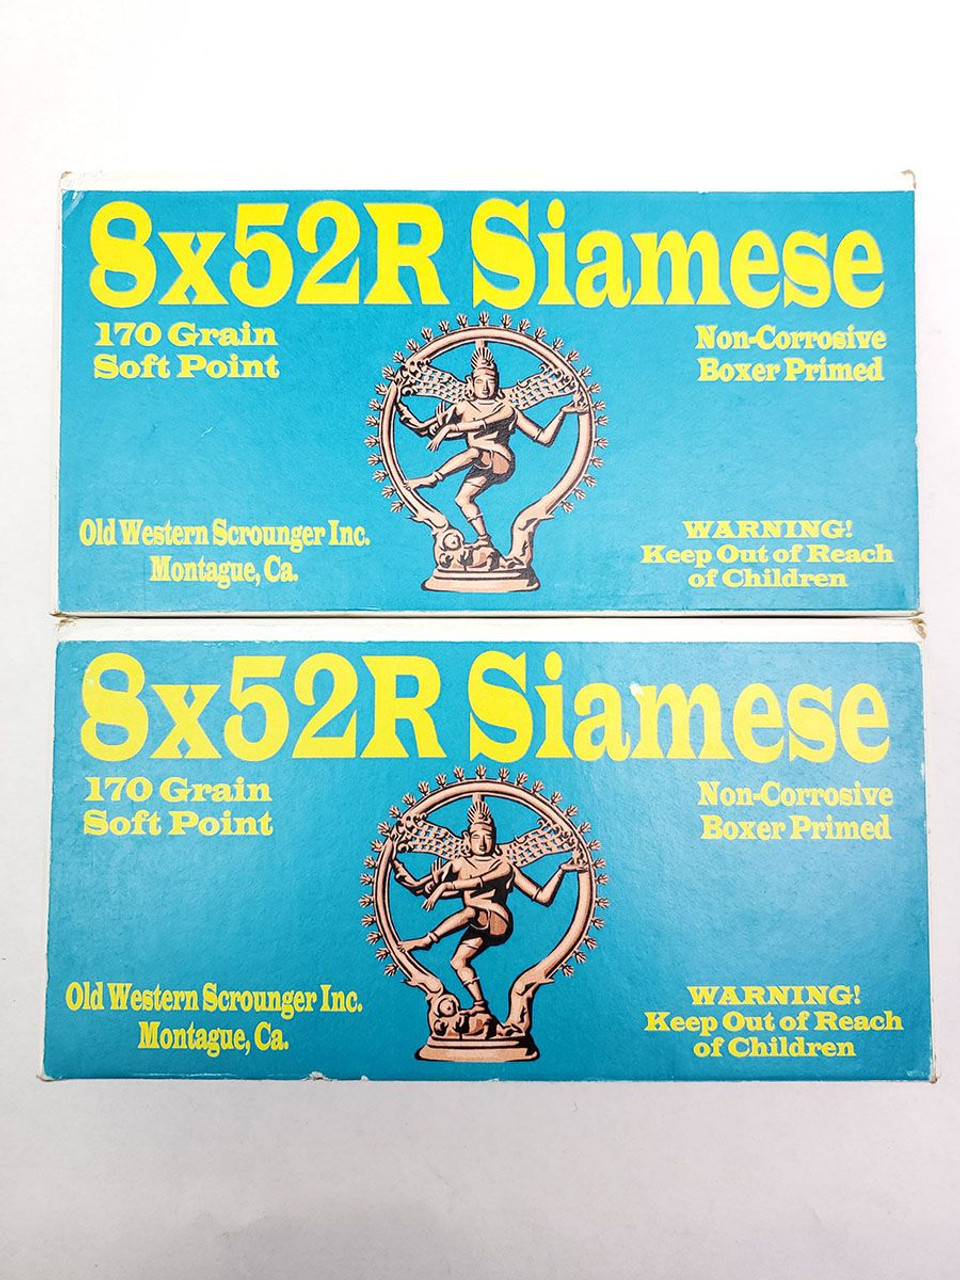 8x52R Siamese
170 Grain
Soft Point
Non-Corrosive
Boxer Primed
Old Western Scrounger Inc.
Montague, Ca.
WARNING!
Keep Out of Reach
of Children
8x52R Siamese
170 Grain
Soft Point
Non-Corrosive
Boxer Primed
Old Western Scrounger Inc.
Montague, Ca.
WARNING!
Keep Out of Reach
of Children